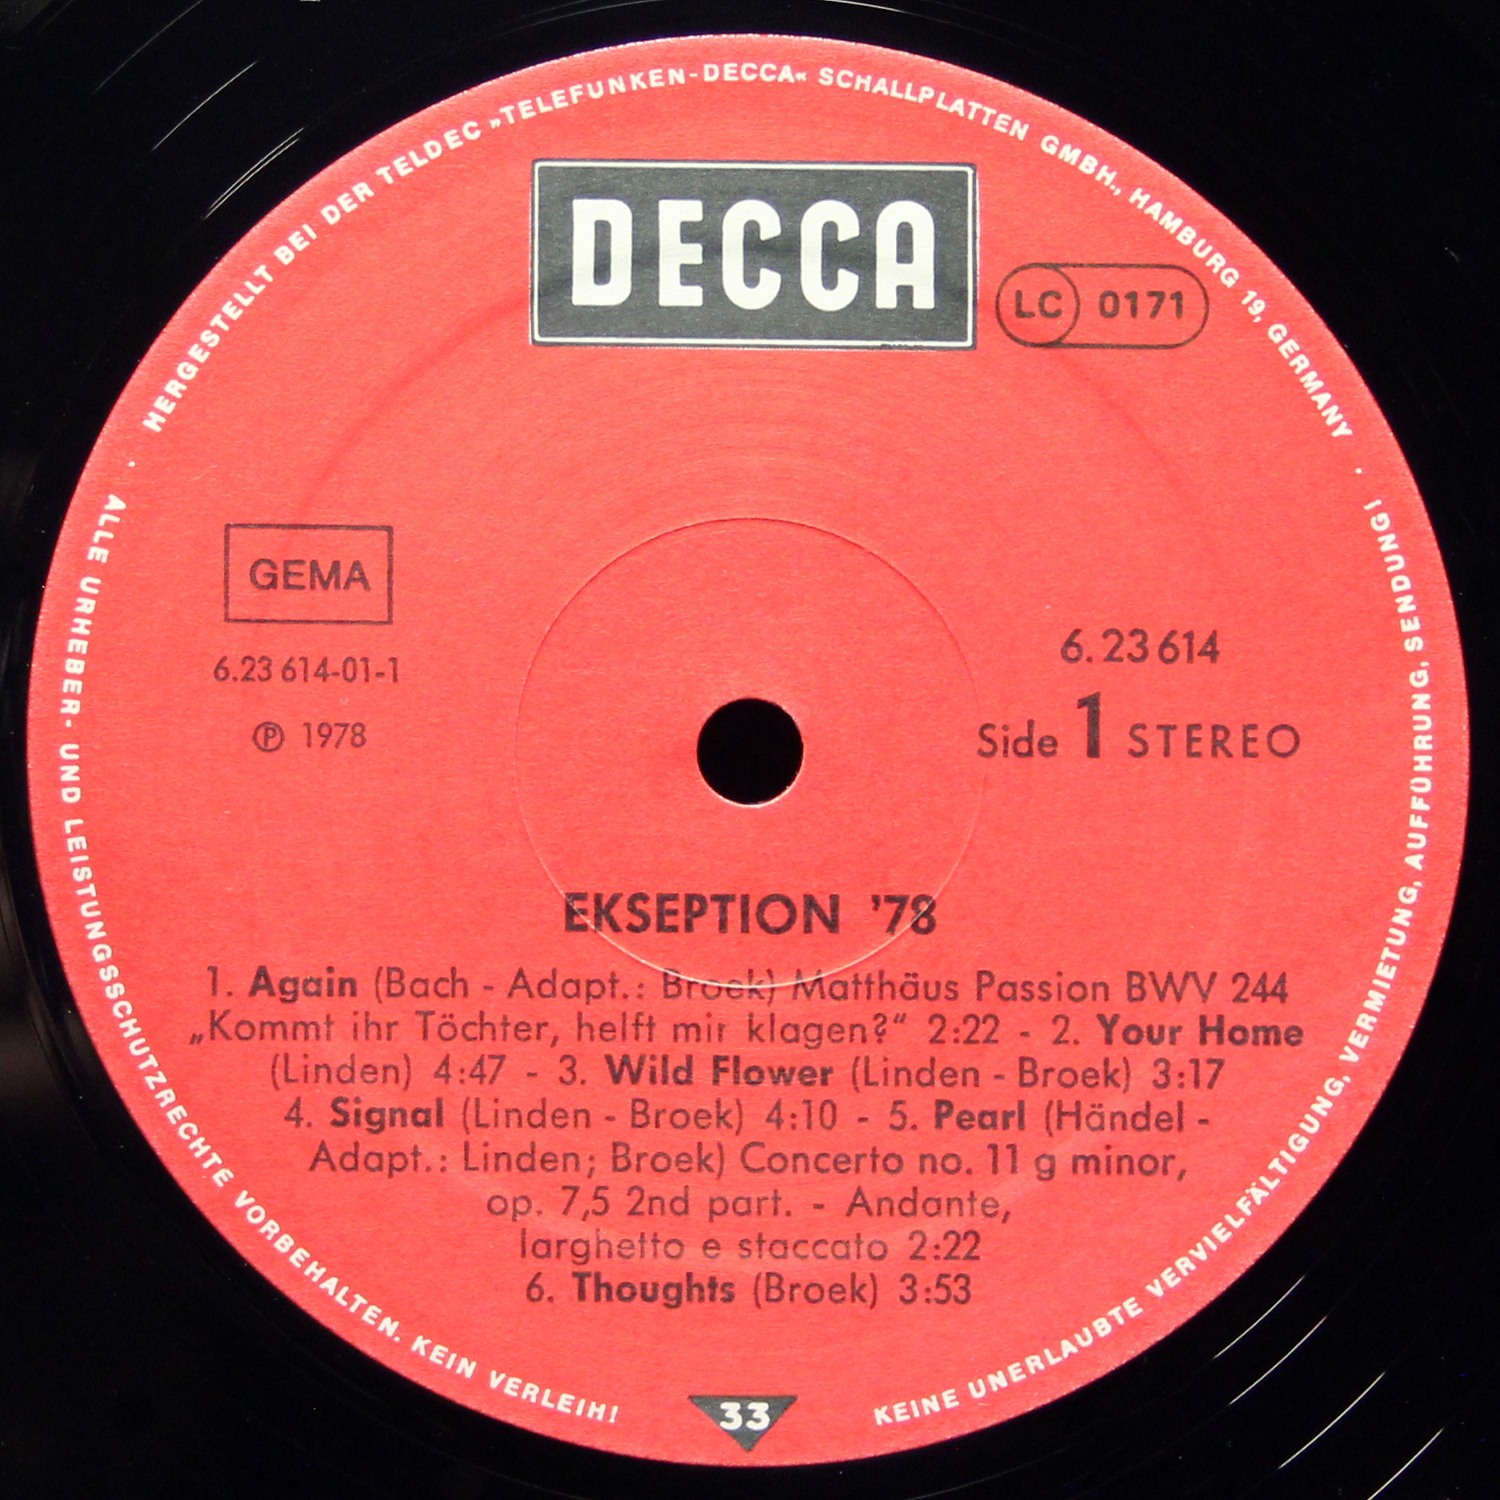 HERGESTELLT BEI DER TELDEC »TELEFUNKEN-DECCA« SCHALLPLATTEN GMBH., HAMBURG 19, GERMANY ·
DECCA
LC 0171
GEMA
6.23 614-01-1
℗ 1978
6.23 614
Side 1 STEREO
EKSEPTION '78
1. Again (Bach - Adapt.: Broek) Matthäus Passion BWV 244
„Kommt ihr Töchter, helft mir klagen?“ 2:22 - 2. Your Home
(Linden) 4:47 - 3. Wild Flower (Linden - Broek) 3:17
4. Signal (Linden - Broek) 4:10 - 5. Pearl (Händel -
Adapt.: Linden; Broek) Concerto no. 11 g minor,
op. 7,5 2nd part. - Andante,
larghetto e staccato 2:22
6. Thoughts (Broek) 3:53
33
· ALLE URHEBER- UND LEISTUNGSSCHUTZRECHTE VORBEHALTEN. KEIN VERLEIH!
KEINE UNERLAUBTE VERVIELFÄLTIGUNG, VERMIETUNG, AUFFÜHRUNG, SENDUNG!